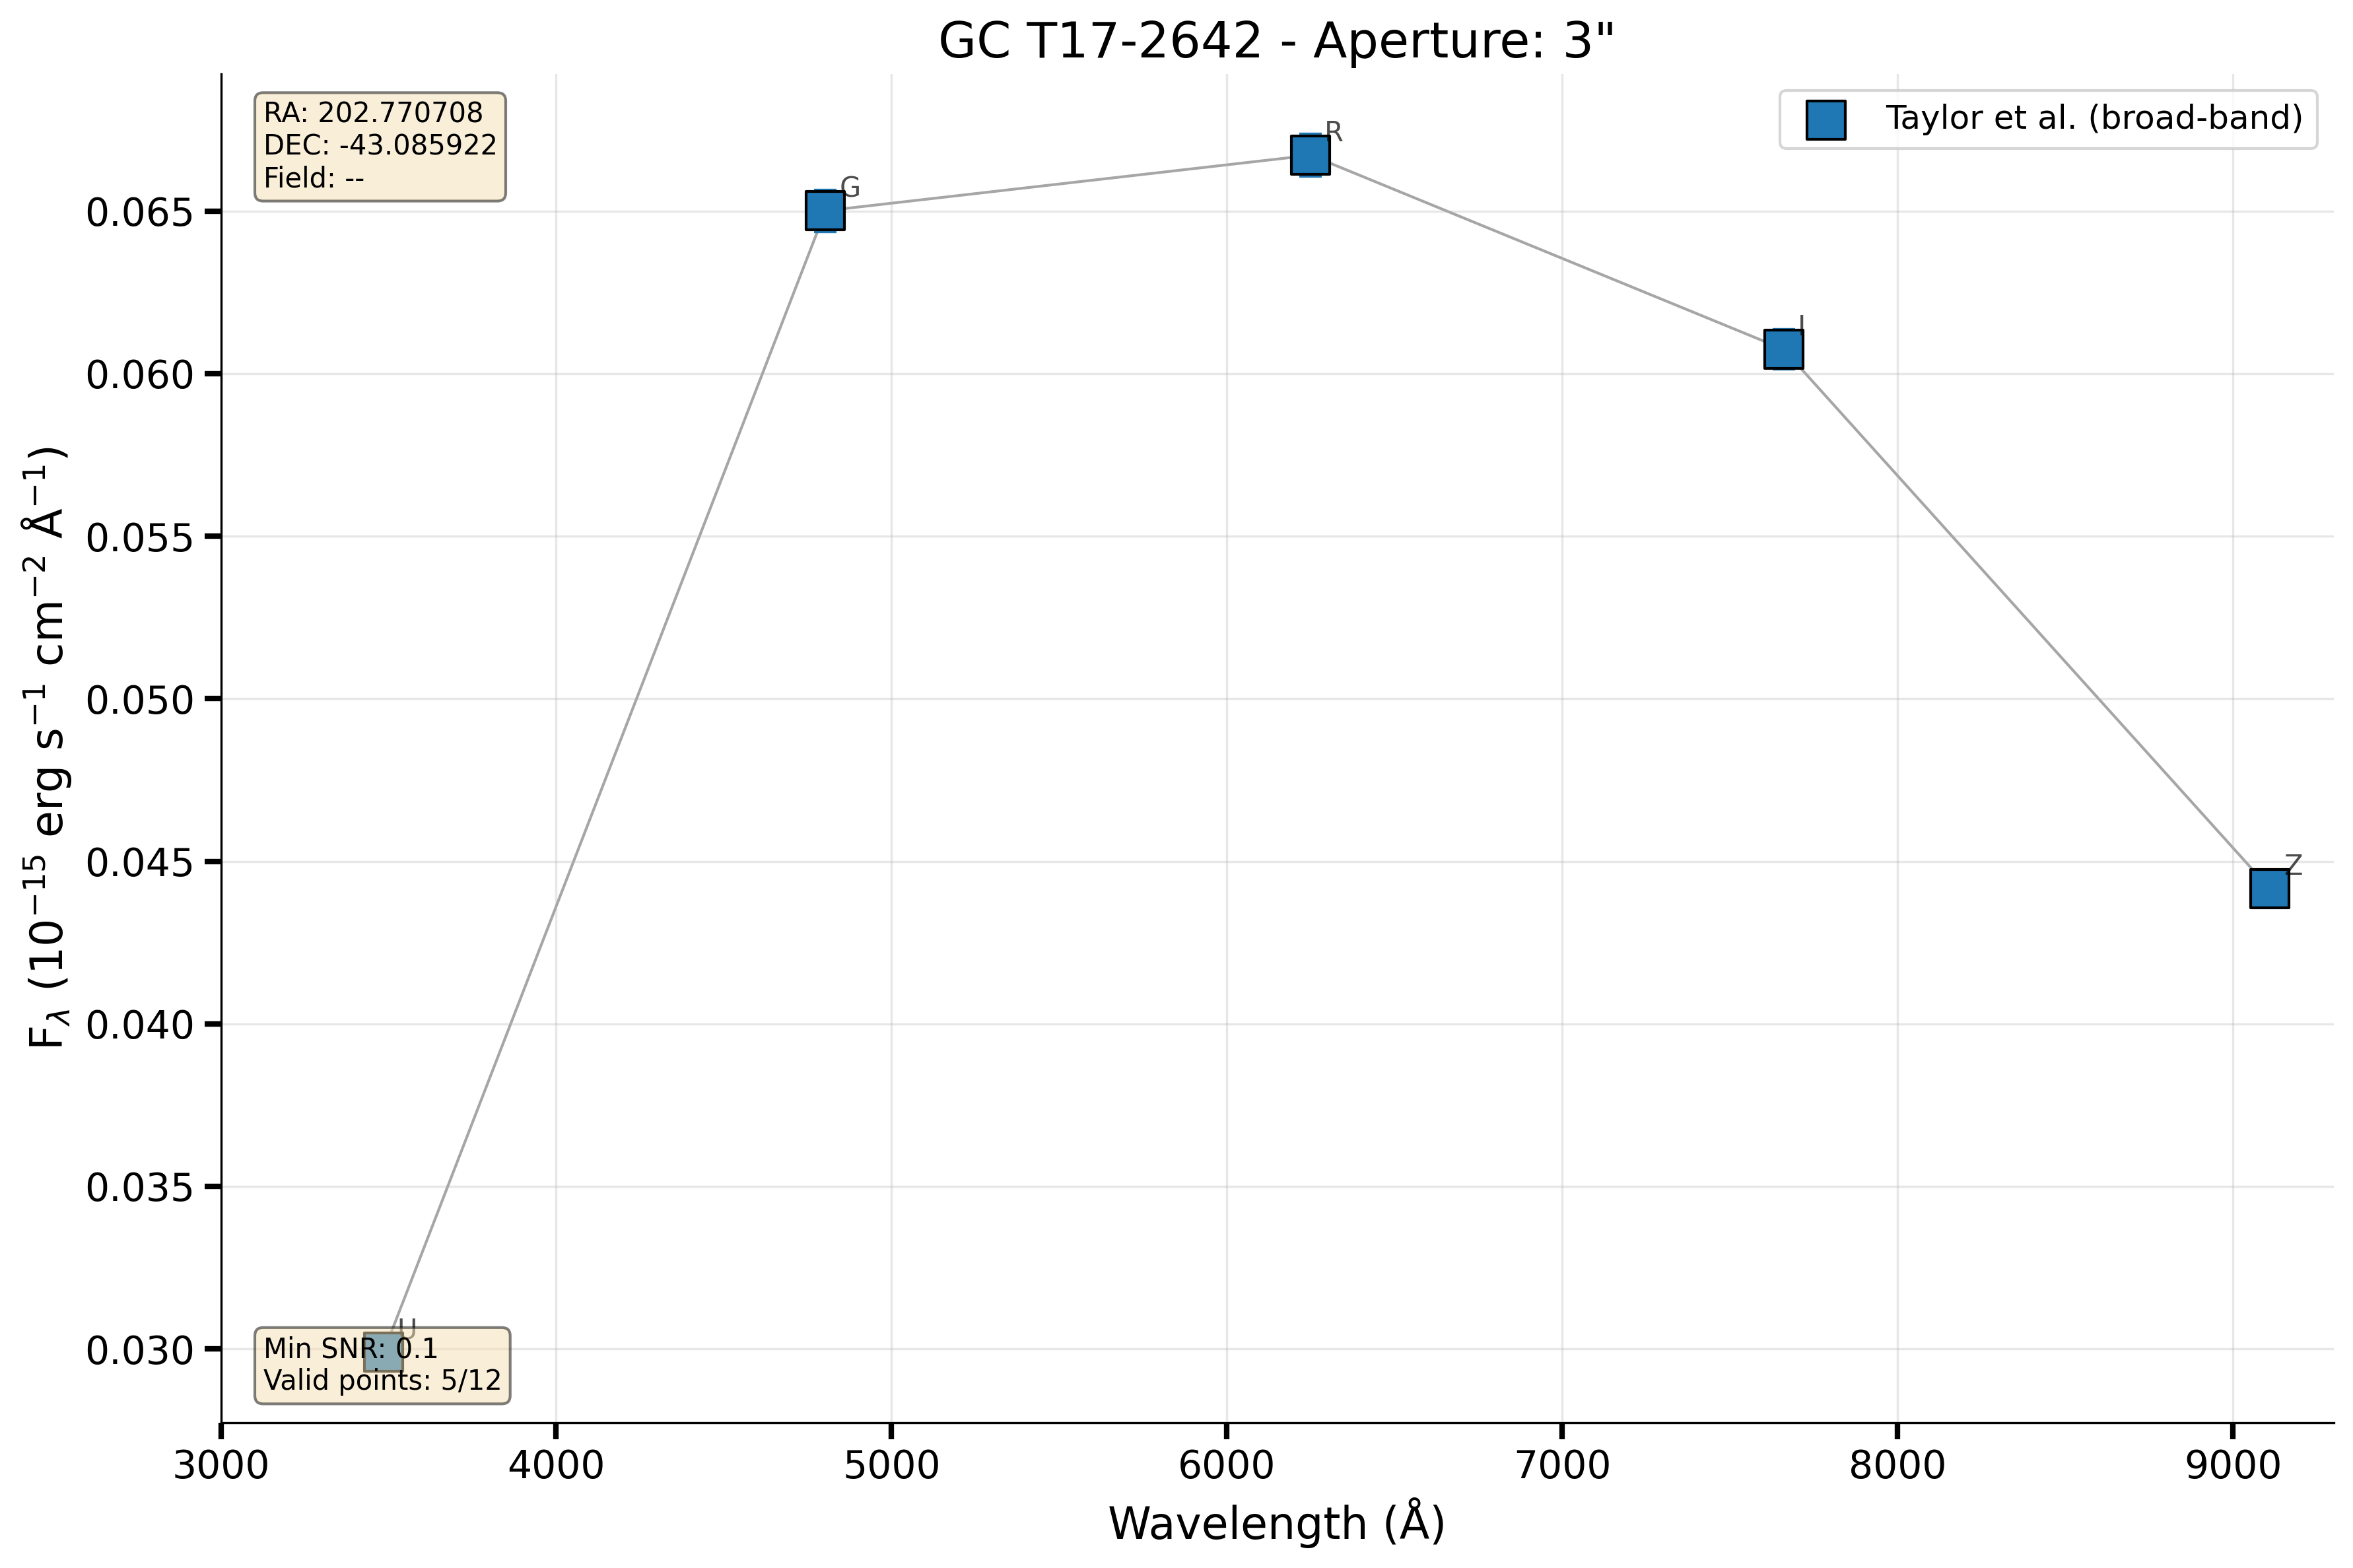 GC T17-2642 - Aperture: 3"
RA: 202.770708
DEC: -43.085922
Field: --
Taylor et al. (broad-band)
R
G
I
Z
U
Min SNR: 0.1
Valid points: 5/12
0.065
0.060
0.055
0.050
0.045
0.040
0.035
0.030
F_λ (10⁻¹⁵ erg s⁻¹ cm⁻² Å⁻¹)
3000 4000 5000 6000 7000 8000 9000
Wavelength (Å)